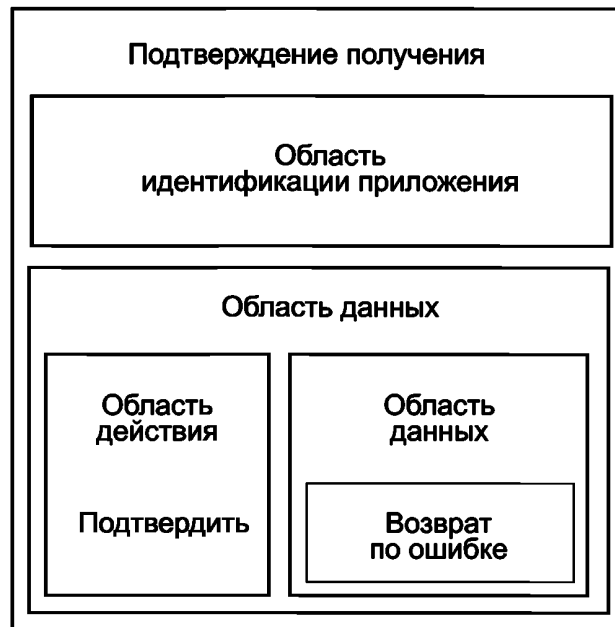 Подтверждение получения
Область
идентификации приложения
Область данных
Область
действия
Подтвердить
Область
данных
Возврат
по ошибке